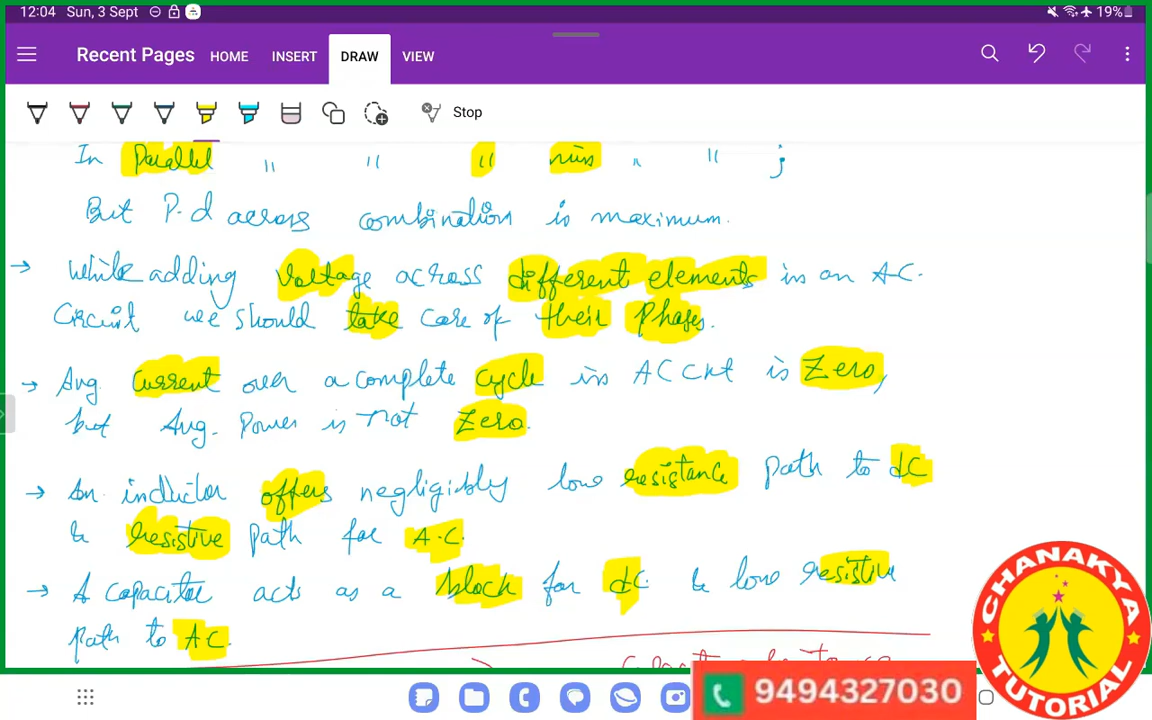 12:04 Sun, 3 Sept
19%
Recent Pages HOME INSERT DRAW VIEW
Stop
In Parallel " " " min " " ;
But P.d across combination is maximum.
→ While adding Voltage across different elements in an A.C.
Circuit we should take care of their Phases.
→ Avg. Current over a complete cycle in AC Ckt is Zero,
but Avg. Power is not Zero.
→ An inductor offers negligibly low resistance path to dC
& resistive path for A.C.
→ A capacitor acts as a block for dC & low resistive
path to AC.
9494327030
CHANAKYA
TUTORIAL